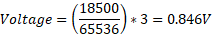 Voltage = (18500/65536) * 3 = 0.846V